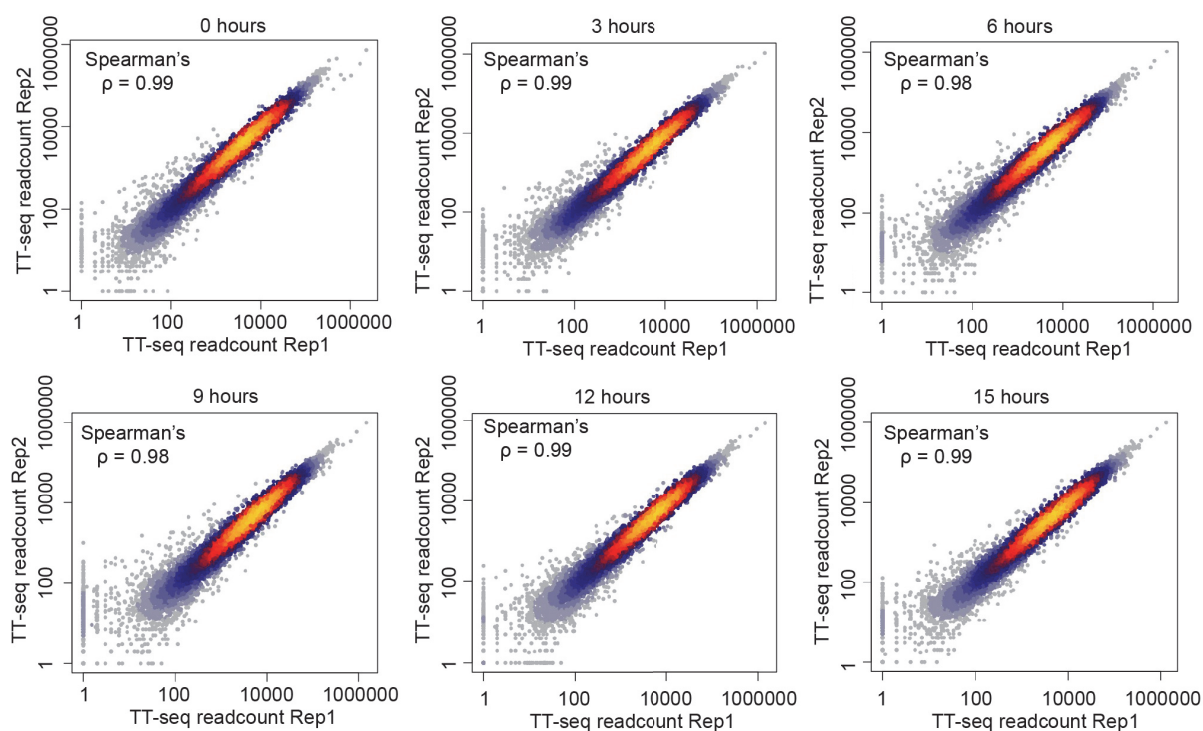 0 hours
Spearman's
ρ = 0.99
TT-seq readcount Rep2
1000000
10000
100
1
1
100
10000
1000000
TT-seq readcount Rep1
3 hours
Spearman's
ρ = 0.99
TT-seq readcount Rep2
1000000
10000
100
1
1
100
10000
1000000
TT-seq readcount Rep1
6 hours
Spearman's
ρ = 0.98
TT-seq readcount Rep2
1000000
10000
100
1
1
100
10000
1000000
TT-seq readcount Rep1
9 hours
Spearman's
ρ = 0.98
TT-seq readcount Rep2
1000000
10000
100
1
1
100
10000
1000000
TT-seq readcount Rep1
12 hours
Spearman's
ρ = 0.99
TT-seq readcount Rep2
1000000
10000
100
1
1
100
10000
1000000
TT-seq readcount Rep1
15 hours
Spearman's
ρ = 0.99
TT-seq readcount Rep2
1000000
10000
100
1
1
100
10000
1000000
TT-seq readcount Rep1